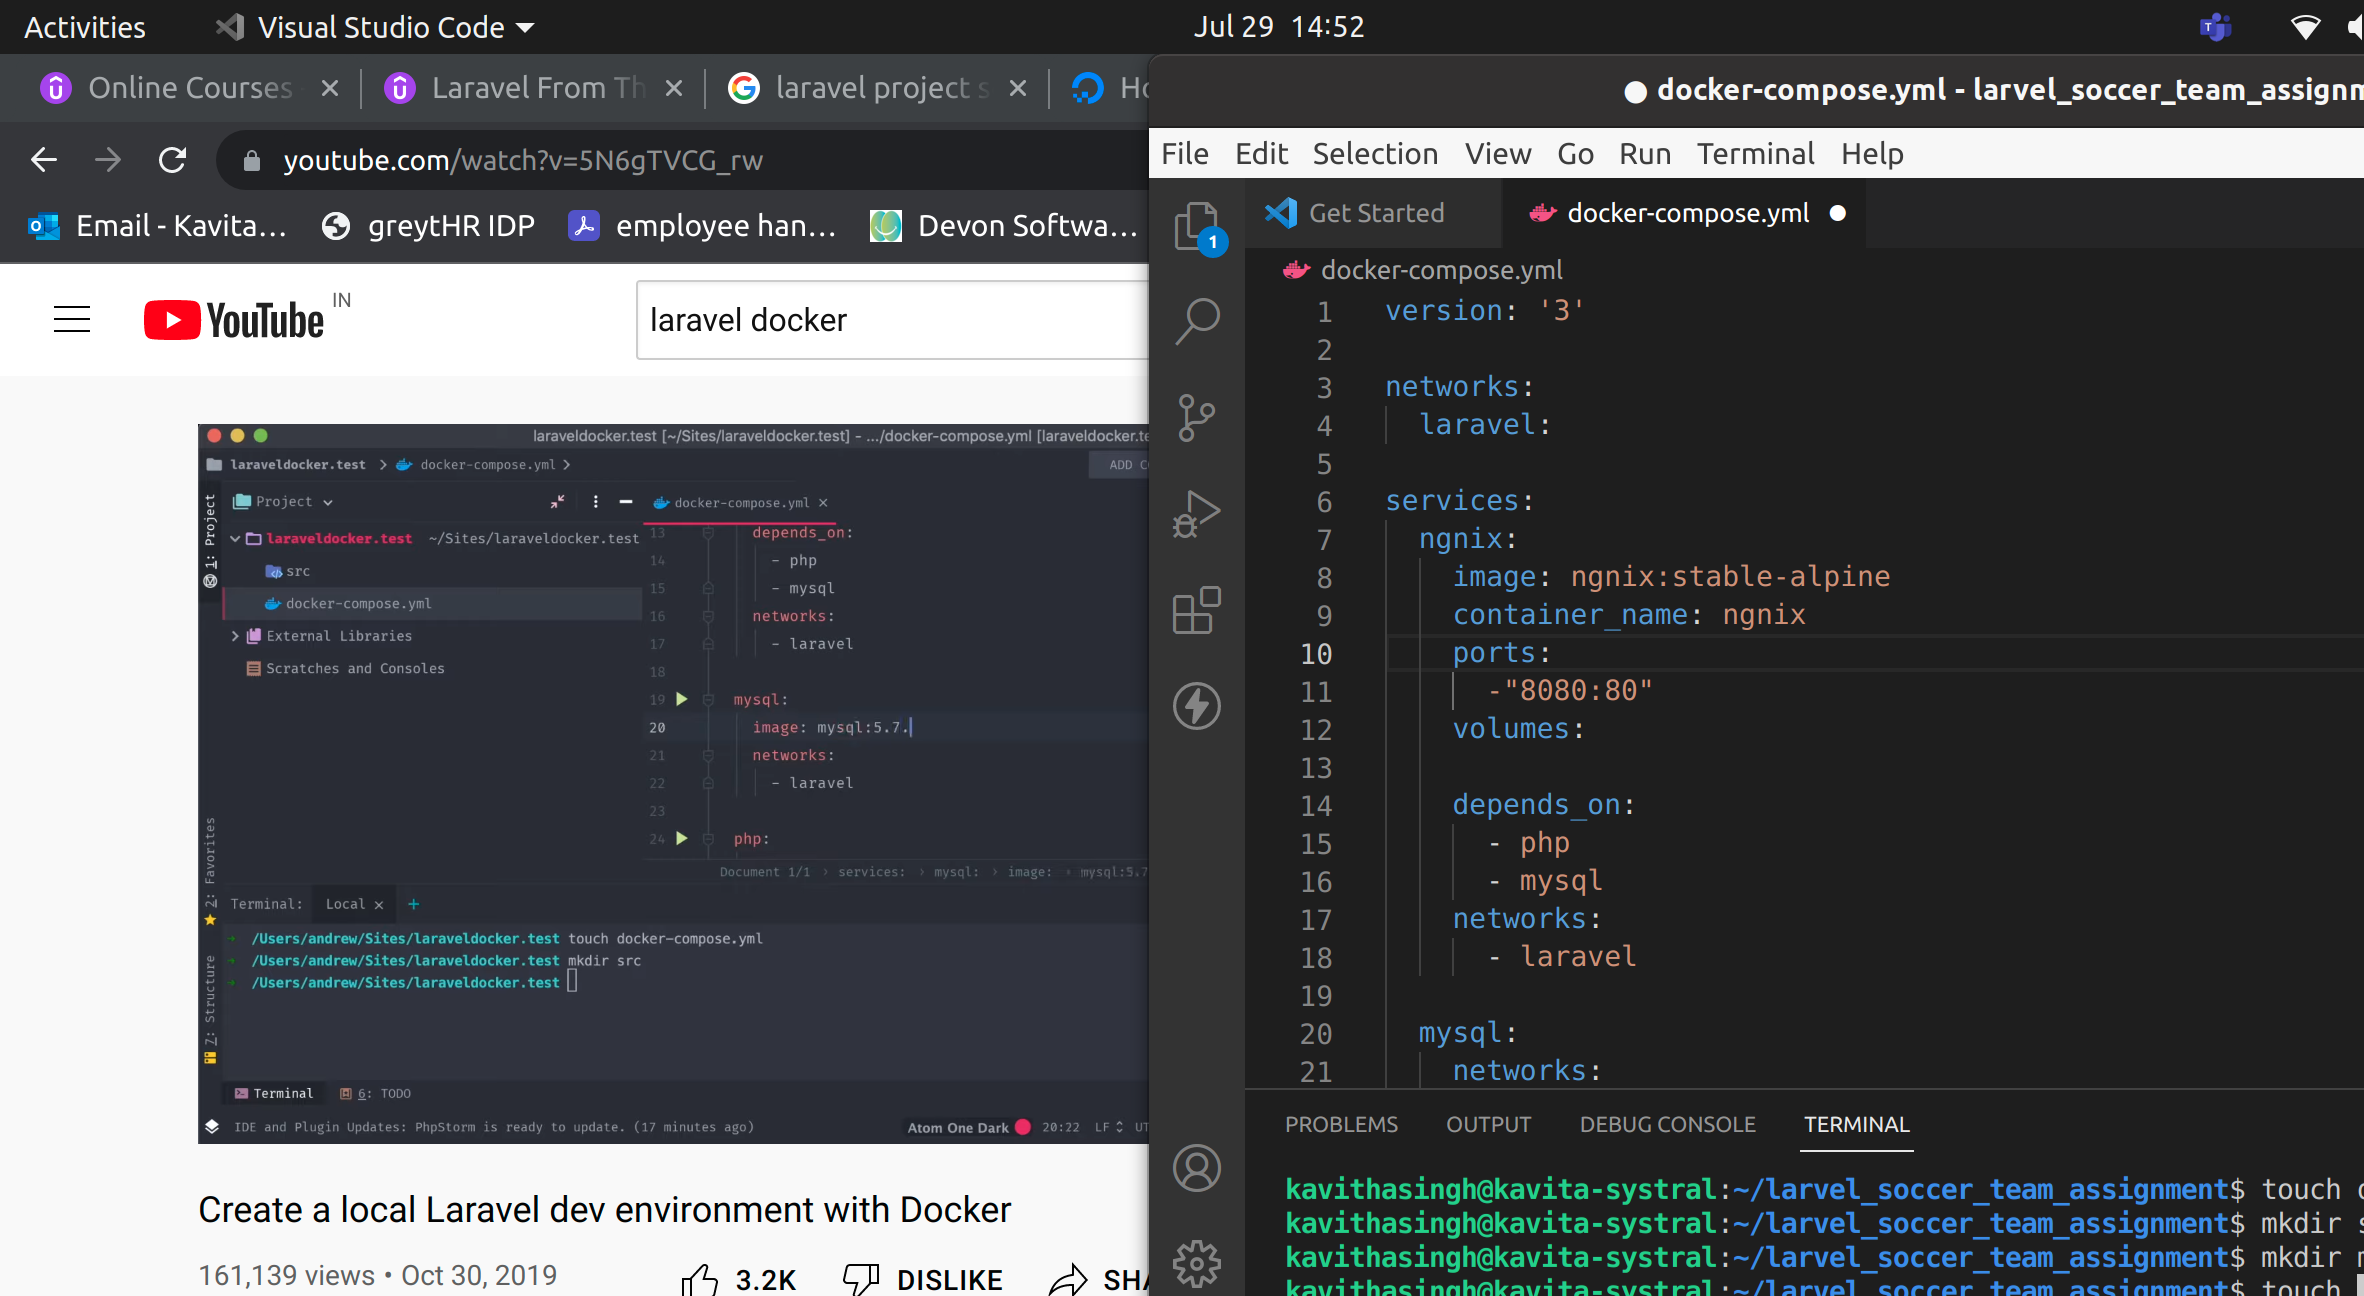 Activities
Visual Studio Code
Jul 29 14:52
Online Courses
Laravel From Th
laravel project s
Ho
youtube.com/watch?v=5N6gTVCG_rw
Email - Kavita...
greytHR IDP
employee han...
Devon Softwa...
YouTube IN
laravel docker
laraveldocker.test [~/Sites/laraveldocker.test] - .../docker-compose.yml [laraveldocker.te
laraveldocker.test
docker-compose.yml
ADD C
1: Project
Project
docker-compose.yml
laraveldocker.test ~/Sites/laraveldocker.test
src
docker-compose.yml
External Libraries
Scratches and Consoles
13 depends_on:
14 - php
15 - mysql
16 networks:
17 - laravel
18
19 mysql:
20 image: mysql:5.7.
21 networks:
22 - laravel
23
24 php:
Document 1/1 › services: › mysql: › image: › mysql:5.7
2: Favorites
7: Structure
Terminal: Local +
/Users/andrew/Sites/laraveldocker.test touch docker-compose.yml
/Users/andrew/Sites/laraveldocker.test mkdir src
/Users/andrew/Sites/laraveldocker.test
Terminal
6: TODO
IDE and Plugin Updates: PhpStorm is ready to update. (17 minutes ago)
Atom One Dark
20:22 LF UT
Create a local Laravel dev environment with Docker
161,139 views • Oct 30, 2019
3.2K
DISLIKE
SHA
● docker-compose.yml - larvel_soccer_team_assignm
File Edit Selection View Go Run Terminal Help
1
Get Started
docker-compose.yml ●
docker-compose.yml
1 version: '3'
2
3 networks:
4 laravel:
5
6 services:
7 ngnix:
8 image: ngnix:stable-alpine
9 container_name: ngnix
10 ports:
11 -"8080:80"
12 volumes:
13
14 depends_on:
15 - php
16 - mysql
17 networks:
18 - laravel
19
20 mysql:
21 networks:
PROBLEMS OUTPUT DEBUG CONSOLE TERMINAL
kavithasingh@kavita-systral:~/larvel_soccer_team_assignment$ touch d
kavithasingh@kavita-systral:~/larvel_soccer_team_assignment$ mkdir s
kavithasingh@kavita-systral:~/larvel_soccer_team_assignment$ mkdir m
kavithasingh@kavita-systral:~/larvel_soccer_team_assignment$ touch